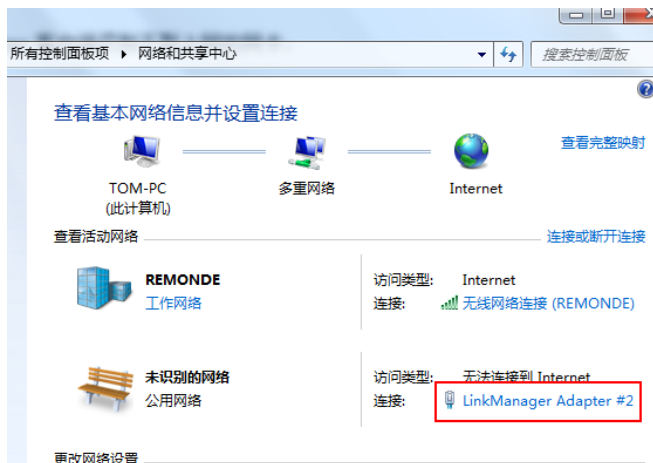 所有控制面板项 ▶ 网络和共享中心
搜索控制面板
查看基本网络信息并设置连接
查看完整映射
TOM-PC
(此计算机)
多重网络
Internet
查看活动网络
连接或断开连接
REMONDE
工作网络
访问类型: Internet
连接: 无线网络连接 (REMONDE)
未识别的网络
公用网络
访问类型: 无法连接到 Internet
连接: LinkManager Adapter #2
更改网络设置